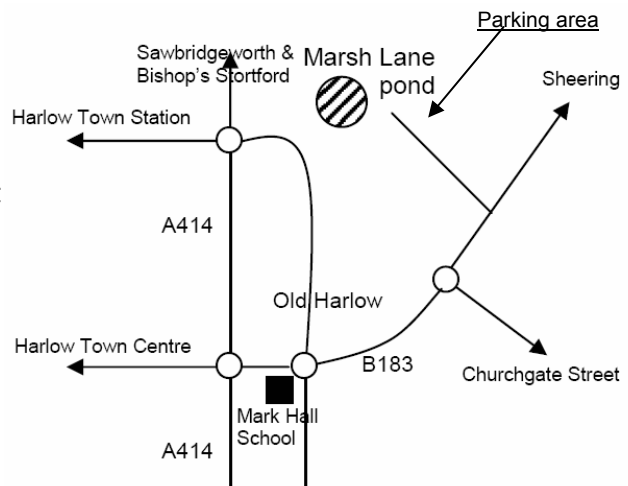 Parking area
Sawbridgeworth &
Bishop's Stortford
Marsh Lane
pond
Sheering
Harlow Town Station
A414
Old Harlow
Harlow Town Centre
B183
Churchgate Street
Mark Hall
School
A414